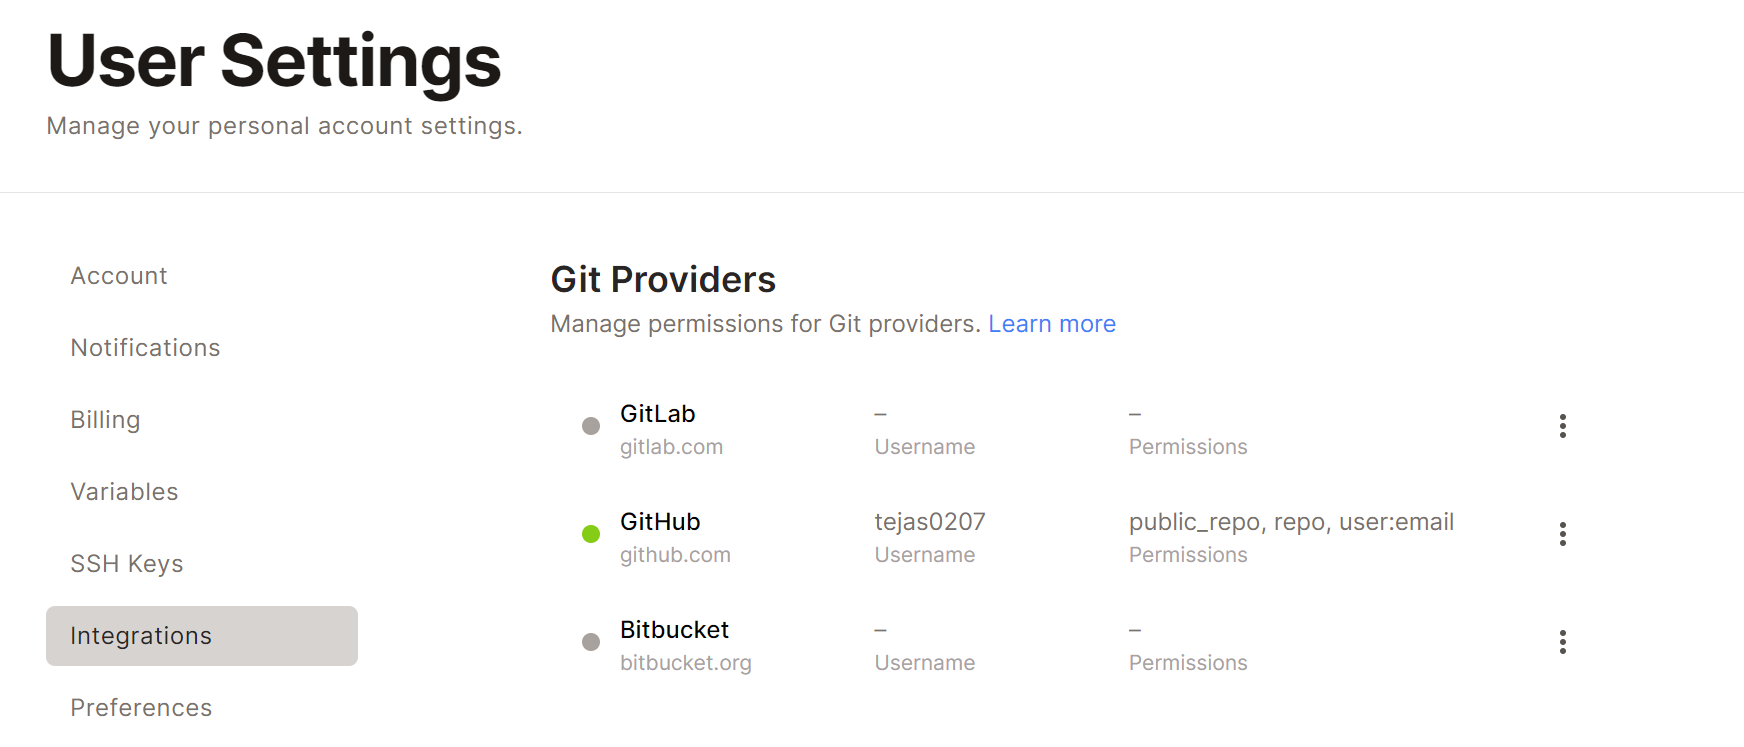 User Settings
Manage your personal account settings.
Account
Notifications
Billing
Variables
SSH Keys
Integrations
Preferences
Git Providers
Manage permissions for Git providers. Learn more
GitLab – –
gitlab.com Username Permissions
GitHub tejas0207 public_repo, repo, user:email
github.com Username Permissions
Bitbucket – –
bitbucket.org Username Permissions